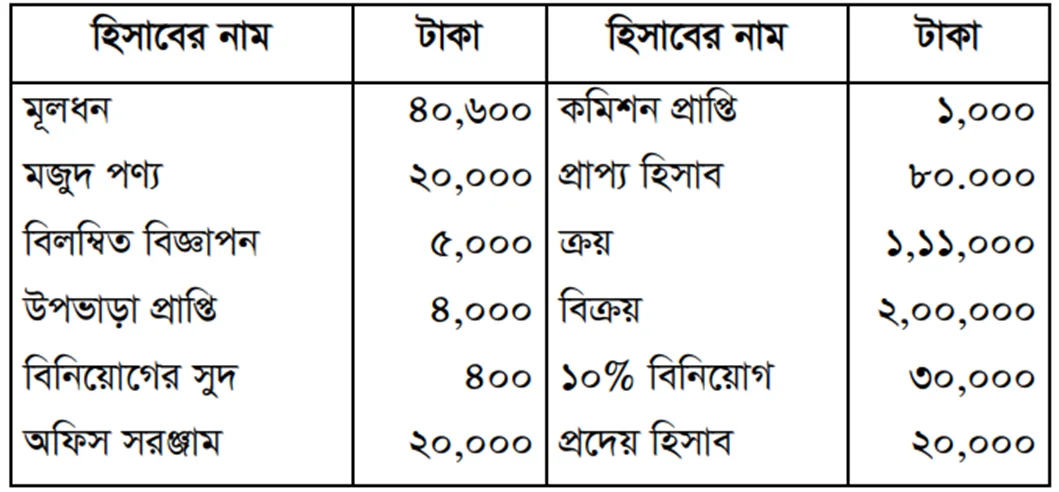 হিসাবের নাম টাকা হিসাবের নাম টাকা
মূলধন ৪০,৬০০ কমিশন প্রাপ্তি ১,০০০
মজুদ পণ্য ২০,০০০ প্রাপ্য হিসাব ৮০.০০০
বিলম্বিত বিজ্ঞাপন ৫,০০০ ক্রয় ১,১১,০০০
উপভাড়া প্রাপ্তি ৪,০০০ বিক্রয় ২,০০,০০০
বিনিয়োগের সুদ ৪০০ ১০% বিনিয়োগ ৩০,০০০
অফিস সরঞ্জাম ২০,০০০ প্রদেয় হিসাব ২০,০০০